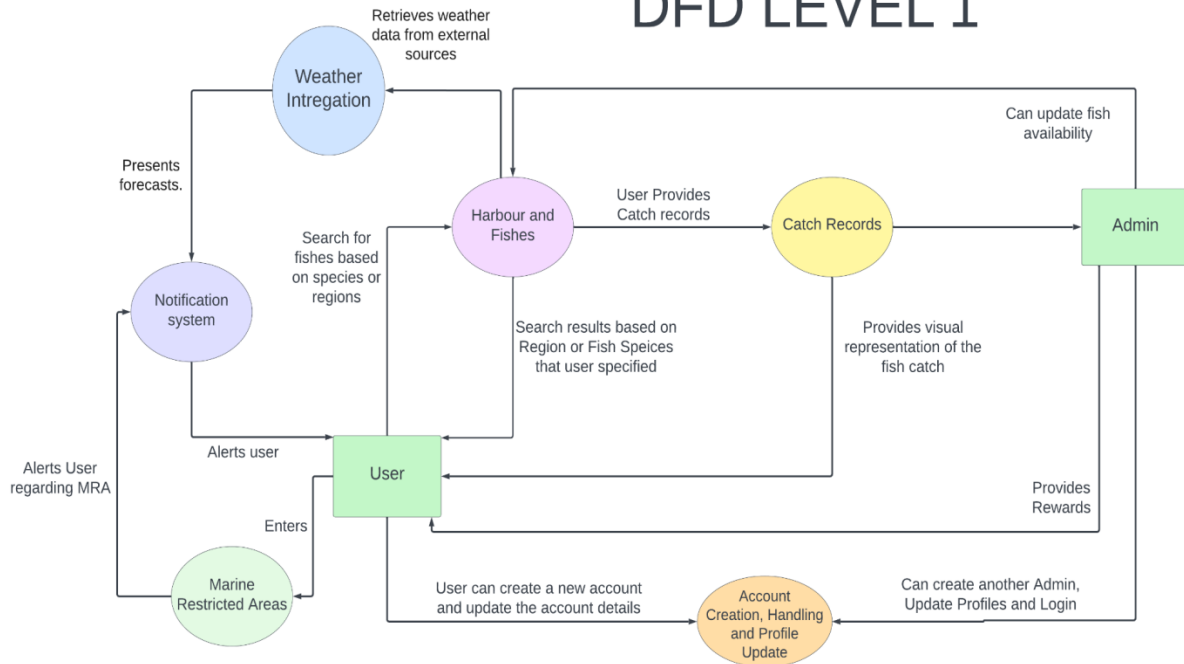 DFD LEVEL 1
Retrieves weather
data from external
sources
Weather
Intregation
Can update fish
availability
Presents
forecasts.
User Provides
Catch records
Harbour and
Fishes
Catch Records
Admin
Search for
fishes based
on species or
regions
Notification
system
Search results based on
Region or Fish Speices
that user specified
Provides visual
representation of the
fish catch
Alerts user
User
Alerts User
regarding MRA
Enters
Provides
Rewards
Marine
Restricted Areas
User can create a new account
and update the account details
Account
Creation, Handling
and Profile
Update
Can create another Admin,
Update Profiles and Login